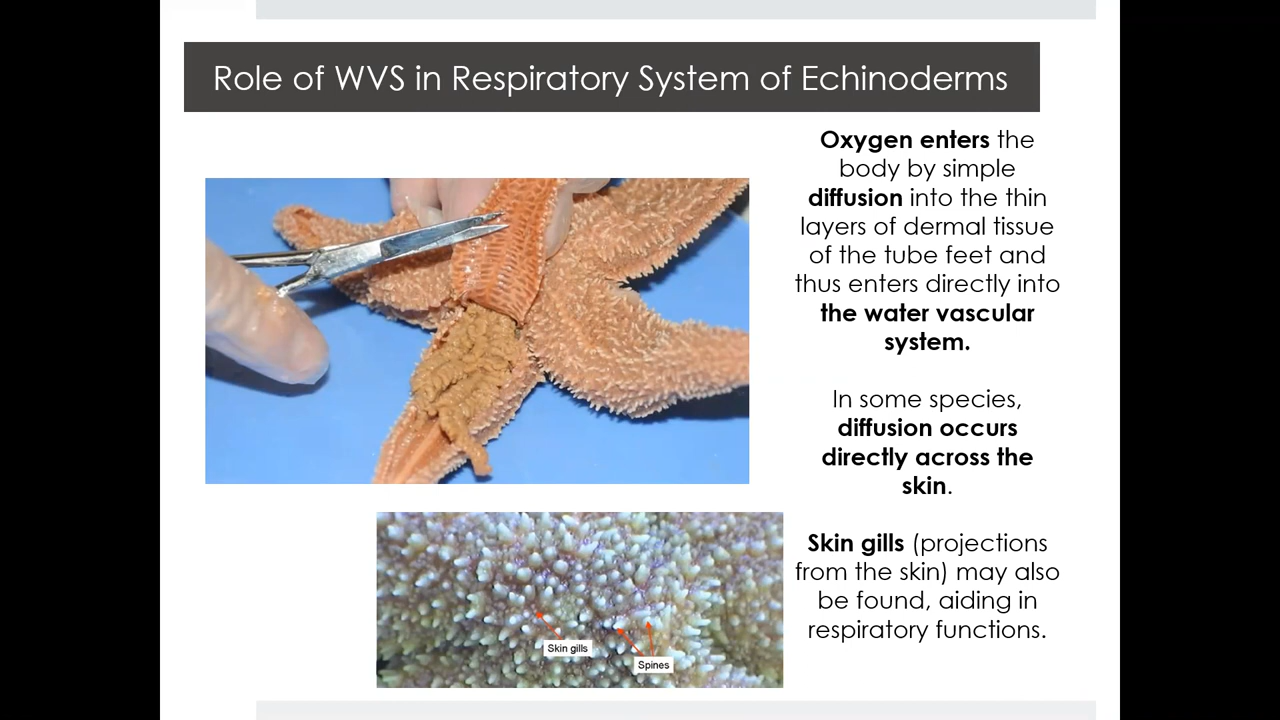 Role of WVS in Respiratory System of Echinoderms
Oxygen enters the
body by simple
diffusion into the thin
layers of dermal tissue
of the tube feet and
thus enters directly into
the water vascular
system.
In some species,
diffusion occurs
directly across the
skin.
Skin gills (projections
from the skin) may also
be found, aiding in
respiratory functions.
Skin gills
Spines